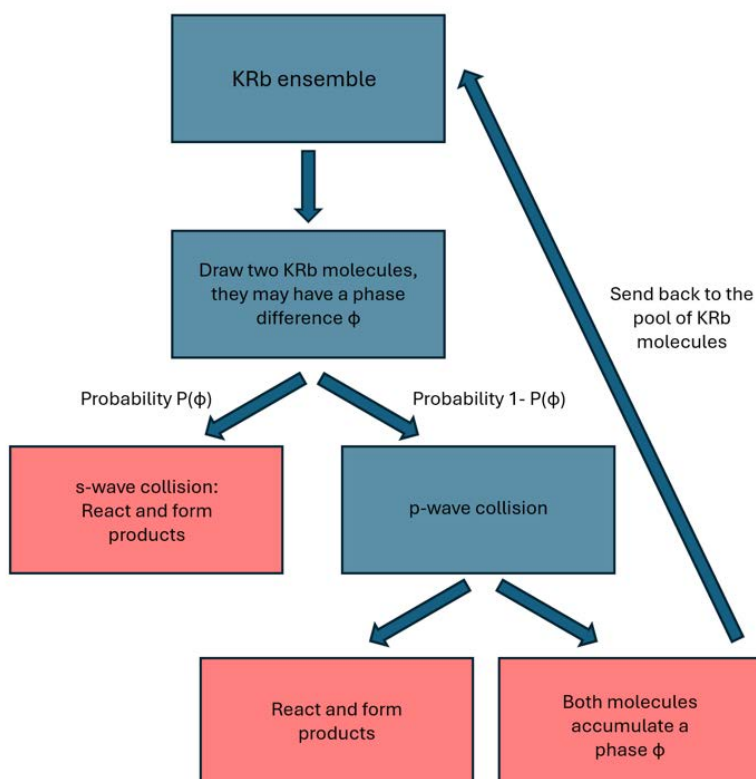 KRb ensemble
Draw two KRb molecules,
they may have a phase
difference ϕ
Send back to the
pool of KRb
molecules
Probability P(ϕ)
Probability 1- P(ϕ)
s-wave collision:
React and form
products
p-wave collision
React and form
products
Both molecules
accumulate a
phase ϕ